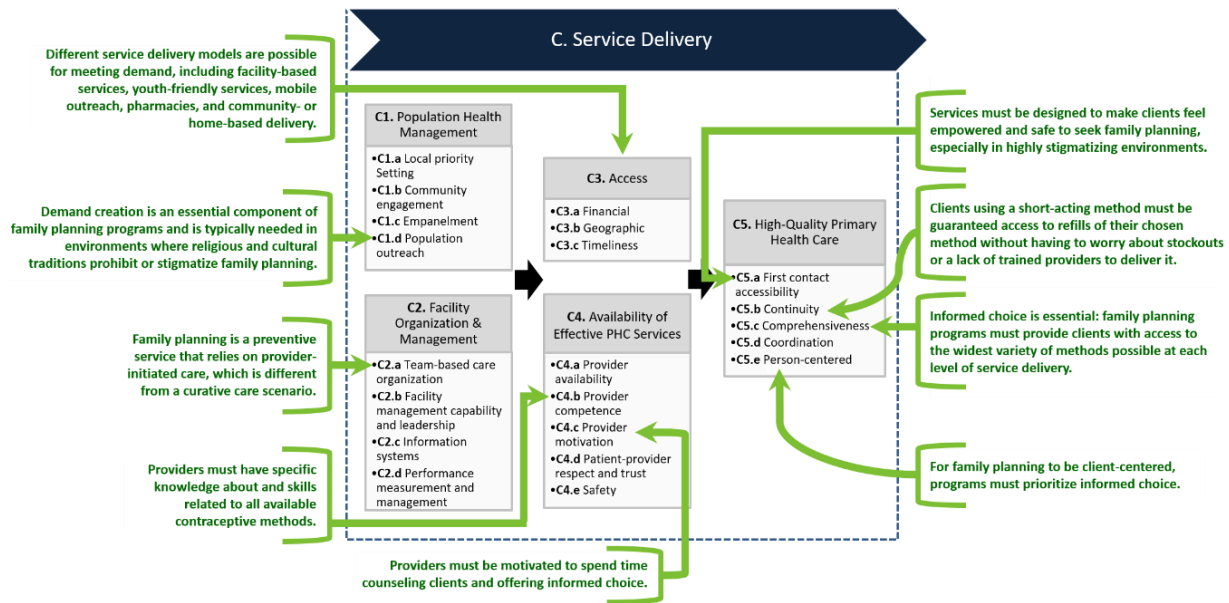 C. Service Delivery
Different service delivery models are possible
for meeting demand, including facility-based
services, youth-friendly services, mobile
outreach, pharmacies, and community- or
home-based delivery.
Demand creation is an essential component of
family planning programs and is typically needed in
environments where religious and cultural
traditions prohibit or stigmatize family planning.
Family planning is a preventive
service that relies on provider-
initiated care, which is different
from a curative care scenario.
Providers must have specific
knowledge about and skills
related to all available
contraceptive methods.
C1. Population Health
Management
•C1.a Local priority
Setting
•C1.b Community
engagement
•C1.c Empanelment
•C1.d Population
outreach
C2. Facility
Organization &
Management
•C2.a Team-based care
organization
•C2.b Facility
management capability
and leadership
•C2.c Information
systems
•C2.d Performance
measurement and
management
C3. Access
•C3.a Financial
•C3.b Geographic
•C3.c Timeliness
C4. Availability of
Effective PHC Services
•C4.a Provider
availability
•C4.b Provider
competence
•C4.c Provider
motivation
•C4.d Patient-provider
respect and trust
•C4.e Safety
C5. High-Quality Primary
Health Care
•C5.a First contact
accessibility
•C5.b Continuity
•C5.c Comprehensiveness
•C5.d Coordination
•C5.e Person-centered
Services must be designed to make clients feel
empowered and safe to seek family planning,
especially in highly stigmatizing environments.
Clients using a short-acting method must be
guaranteed access to refills of their chosen
method without having to worry about stockouts
or a lack of trained providers to deliver it.
Informed choice is essential: family planning
programs must provide clients with access to
the widest variety of methods possible at each
level of service delivery.
For family planning to be client-centered,
programs must prioritize informed choice.
Providers must be motivated to spend time
counseling clients and offering informed choice.